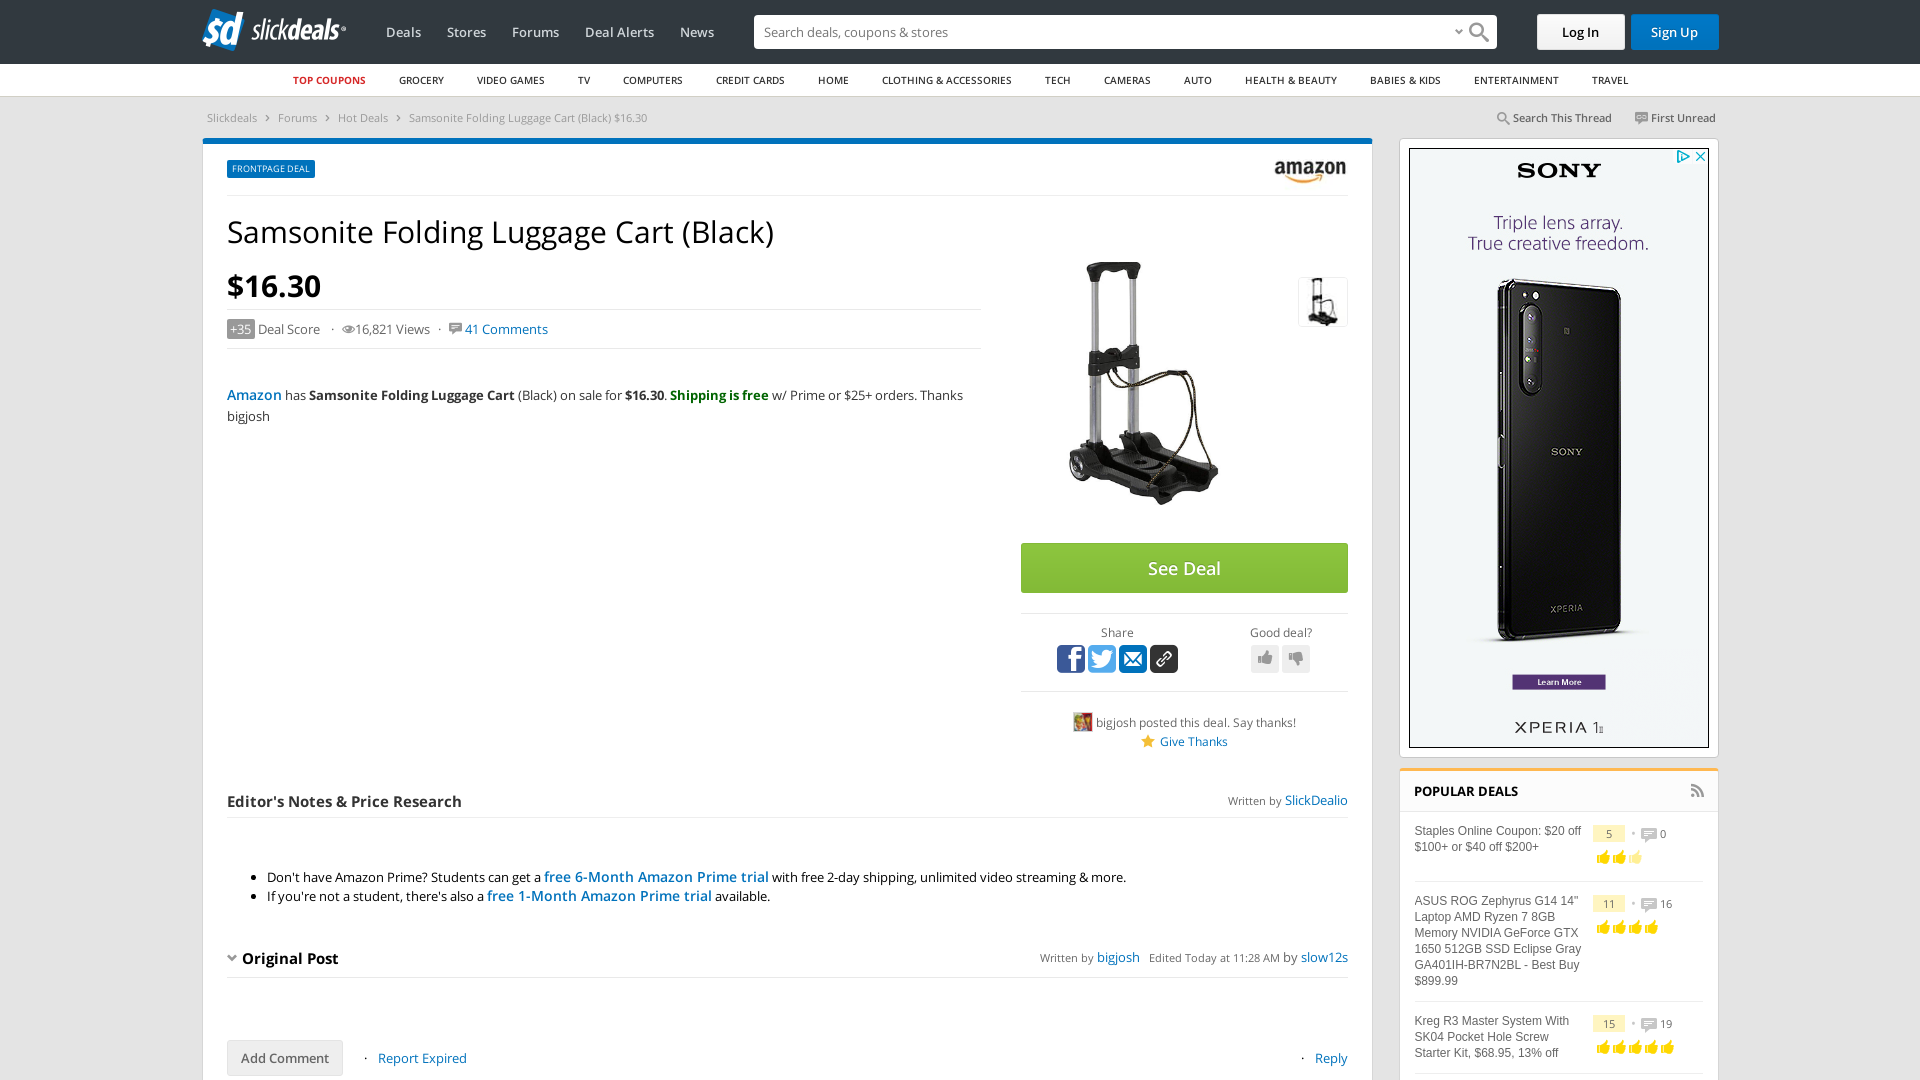 sd slickdeals
Deals Stores Forums Deal Alerts News
Search deals, coupons & stores
Log In Sign Up
TOP COUPONS GROCERY VIDEO GAMES TV COMPUTERS CREDIT CARDS HOME CLOTHING & ACCESSORIES TECH CAMERAS AUTO HEALTH & BEAUTY BABIES & KIDS ENTERTAINMENT TRAVEL
Slickdeals > Forums > Hot Deals > Samsonite Folding Luggage Cart (Black) $16.30
Search This Thread First Unread
FRONTPAGE DEAL
amazon
Samsonite Folding Luggage Cart (Black)
$16.30
+35 Deal Score · 16,821 Views · 41 Comments
Amazon has Samsonite Folding Luggage Cart (Black) on sale for $16.30. Shipping is free w/ Prime or $25+ orders. Thanks
bigjosh
See Deal
Share Good deal?
bigjosh posted this deal. Say thanks!
Give Thanks
Editor's Notes & Price Research
Written by SlickDealio
• Don't have Amazon Prime? Students can get a free 6-Month Amazon Prime trial with free 2-day shipping, unlimited video streaming & more.
• If you're not a student, there's also a free 1-Month Amazon Prime trial available.
Original Post
Written by bigjosh Edited Today at 11:28 AM by slow12s
Add Comment · Report Expired · Reply
SONY
Triple lens array.
True creative freedom.
SONY
XPERIA
Learn More
XPERIA 1 II
POPULAR DEALS
Staples Online Coupon: $20 off
$100+ or $40 off $200+
5 • 0
ASUS ROG Zephyrus G14 14"
Laptop AMD Ryzen 7 8GB
Memory NVIDIA GeForce GTX
1650 512GB SSD Eclipse Gray
GA401IH-BR7N2BL - Best Buy
$899.99
11 • 16
Kreg R3 Master System With
SK04 Pocket Hole Screw
Starter Kit, $68.95, 13% off
15 • 19